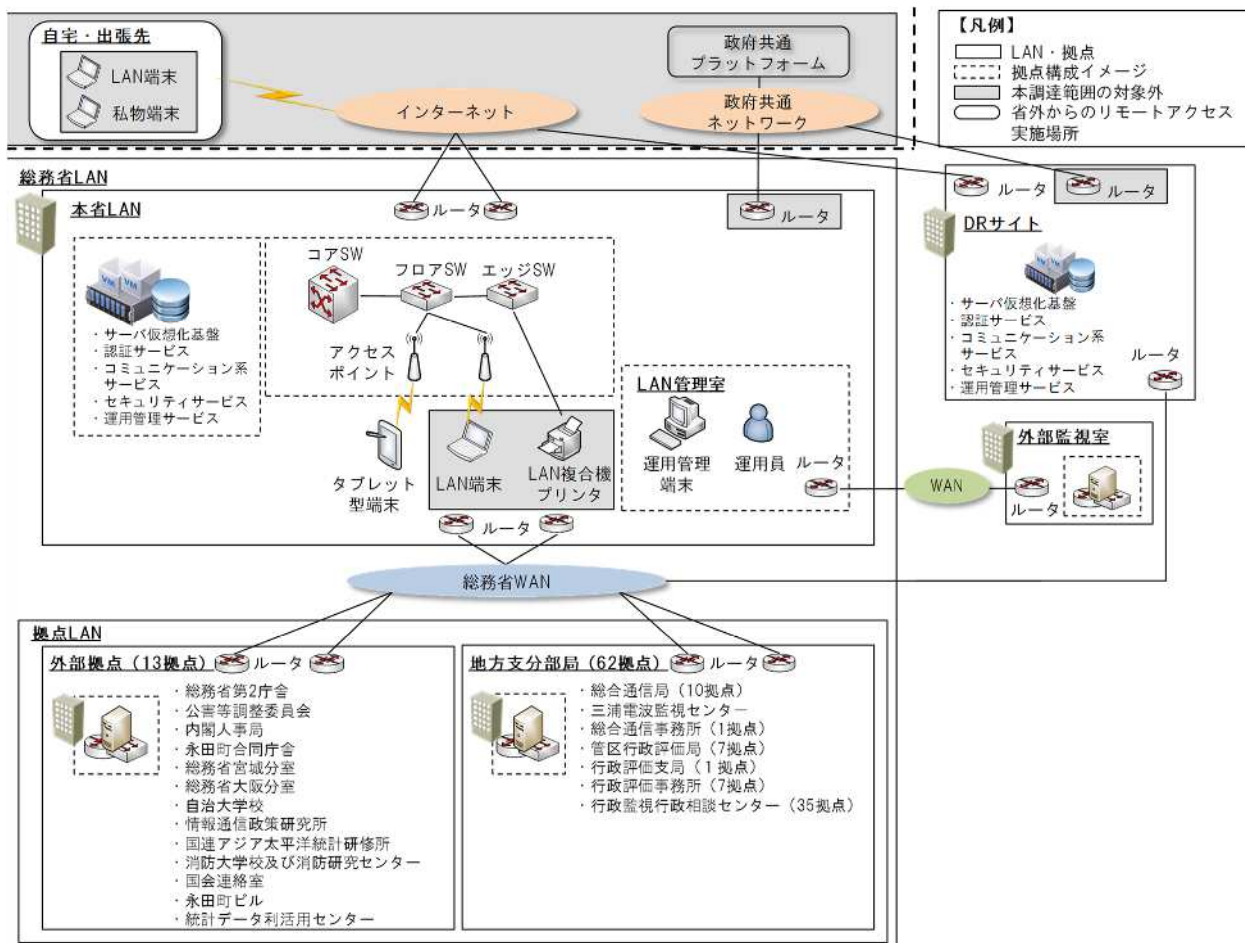 自宅・出張先
LAN端末
私物端末
インターネット
政府共通
プラットフォーム
政府共通
ネットワーク
【凡例】
LAN・拠点
拠点構成イメージ
本調達範囲の対象外
省外からのリモートアクセス
実施場所
総務省LAN
本省LAN
ルータ
ルータ
ルータ
ルータ
DRサイト
・サーバ仮想化基盤
・認証サービス
・コミュニケーション系
サービス
・セキュリティサービス
・運用管理サービス
ルータ
VM
VM
・サーバ仮想化基盤
・認証サービス
・コミュニケーション系
サービス
・セキュリティサービス
・運用管理サービス
コアSW
フロアSW
エッジSW
アクセス
ポイント
タブレット
型端末
LAN端末
LAN複合機
プリンタ
LAN管理室
運用管理
端末
運用員
ルータ
WAN
外部監視室
ルータ
ルータ
総務省WAN
拠点LAN
外部拠点（13拠点）
ルータ
・総務省第2庁舎
・公害等調整委員会
・内閣人事局
・永田町合同庁舎
・総務省宮城分室
・総務省大阪分室
・自治大学校
・情報通信政策研究所
・国連アジア太平洋統計研修所
・消防大学校及び消防研究センター
・国会連絡室
・永田町ビル
・統計データ利活用センター
地方支分部局（62拠点）
ルータ
・総合通信局（10拠点）
・三浦電波監視センター
・総合通信事務所（1拠点）
・管区行政評価局（7拠点）
・行政評価支局（１拠点）
・行政評価事務所（7拠点）
・行政監視行政相談センター（35拠点）